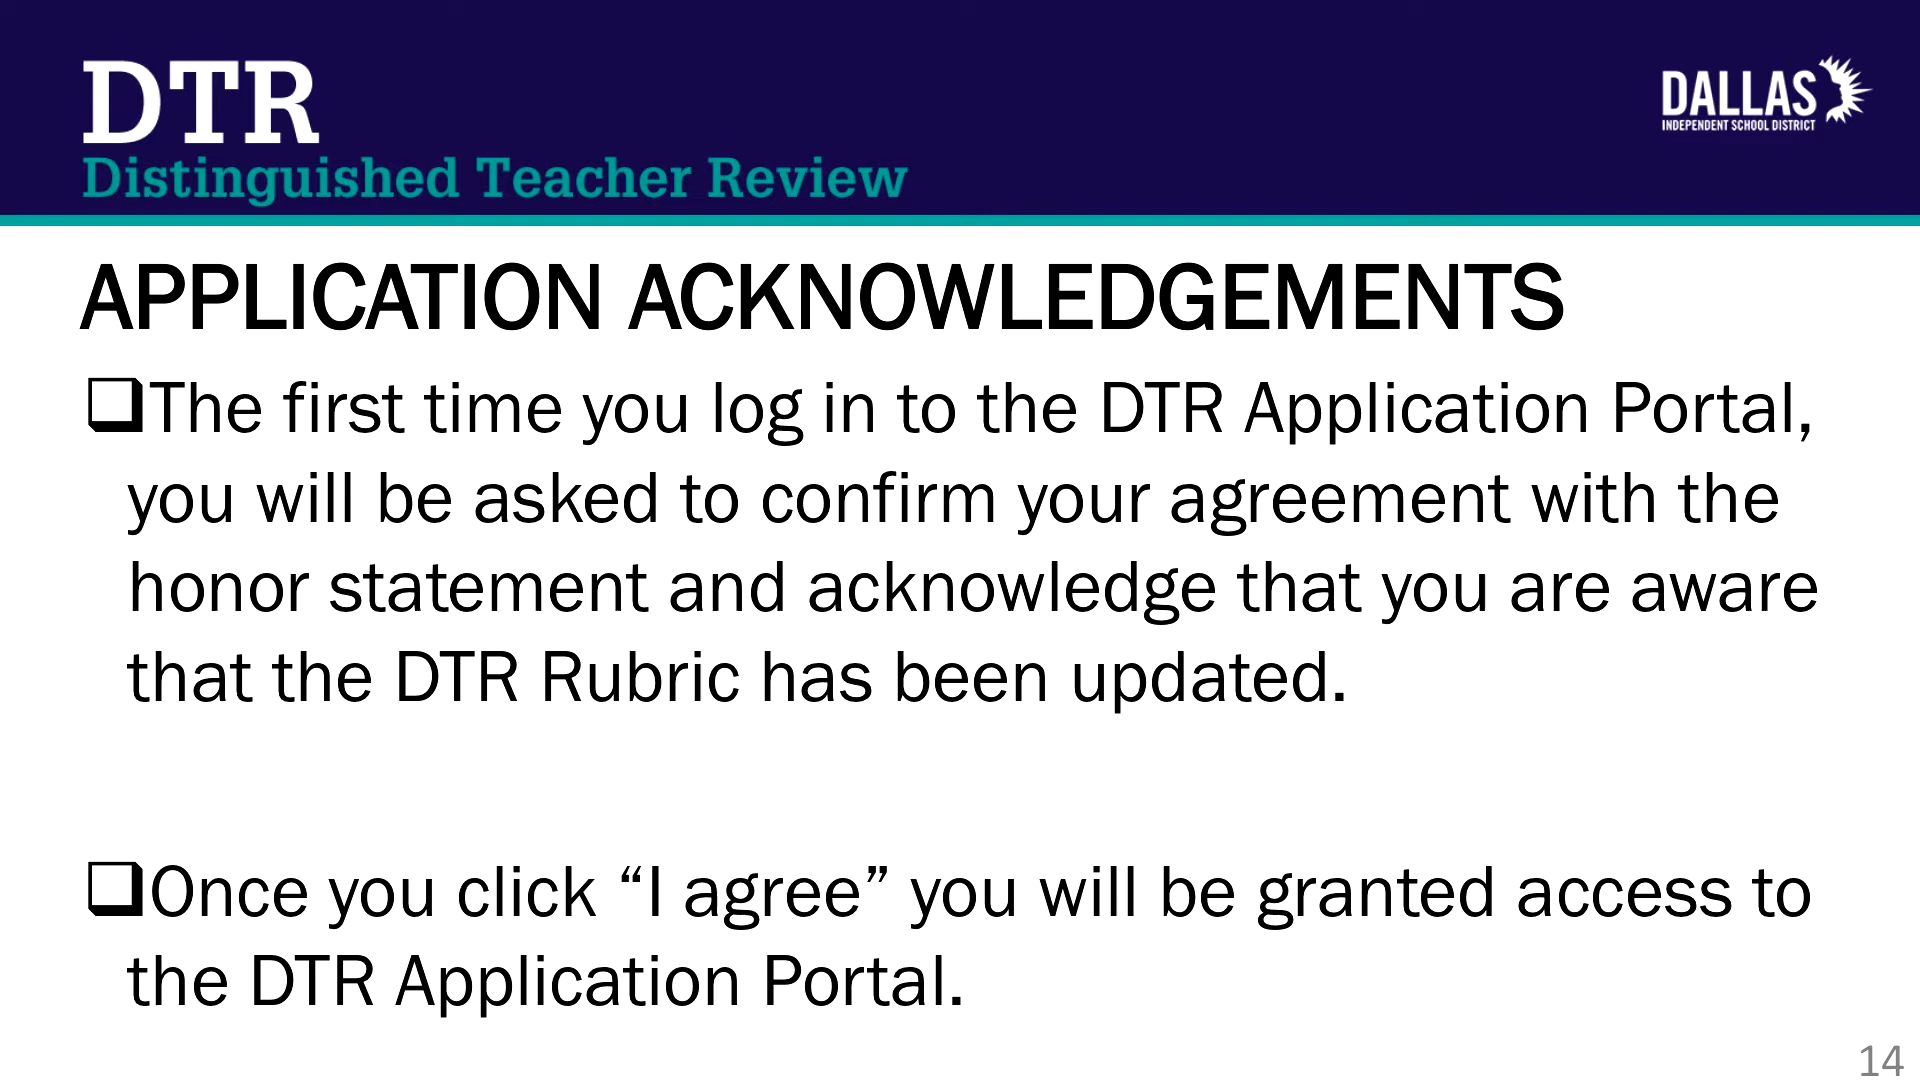 DTR
Distinguished Teacher Review
DALLAS
INDEPENDENT SCHOOL DISTRICT
APPLICATION ACKNOWLEDGEMENTS
❑The first time you log in to the DTR Application Portal,
you will be asked to confirm your agreement with the
honor statement and acknowledge that you are aware
that the DTR Rubric has been updated.
❑Once you click “I agree” you will be granted access to
the DTR Application Portal.
14